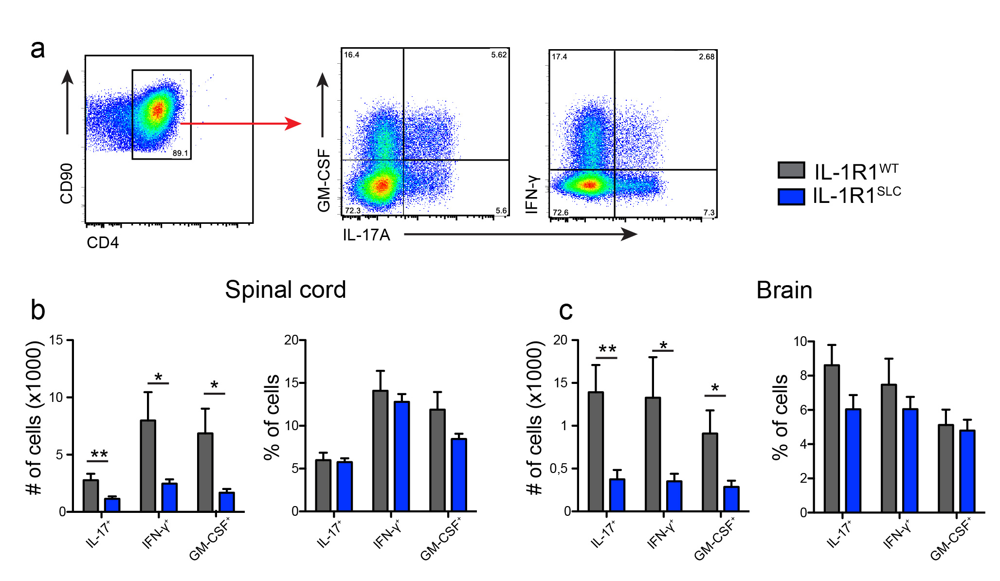 a
CD90
89.1
CD4
16.4
5.62
72.3
5.6
GM-CSF
IL-17A
17.4
2.68
72.6
7.3
IFN-γ
IL-1R1WT
IL-1R1SLC
Spinal cord
Brain
b
# of cells (x1000)
15
10
5
0
**
*
*
IL-17+
IFN-γ+
GM-CSF+
% of cells
20
15
10
5
0
IL-17+
IFN-γ+
GM-CSF+
c
# of cells (x1000)
20
15
1
0,5
0
**
*
*
IL-17+
IFN-γ+
GM-CSF+
% of cells
10
8
6
4
2
0
IL-17+
IFN-γ+
GM-CSF+